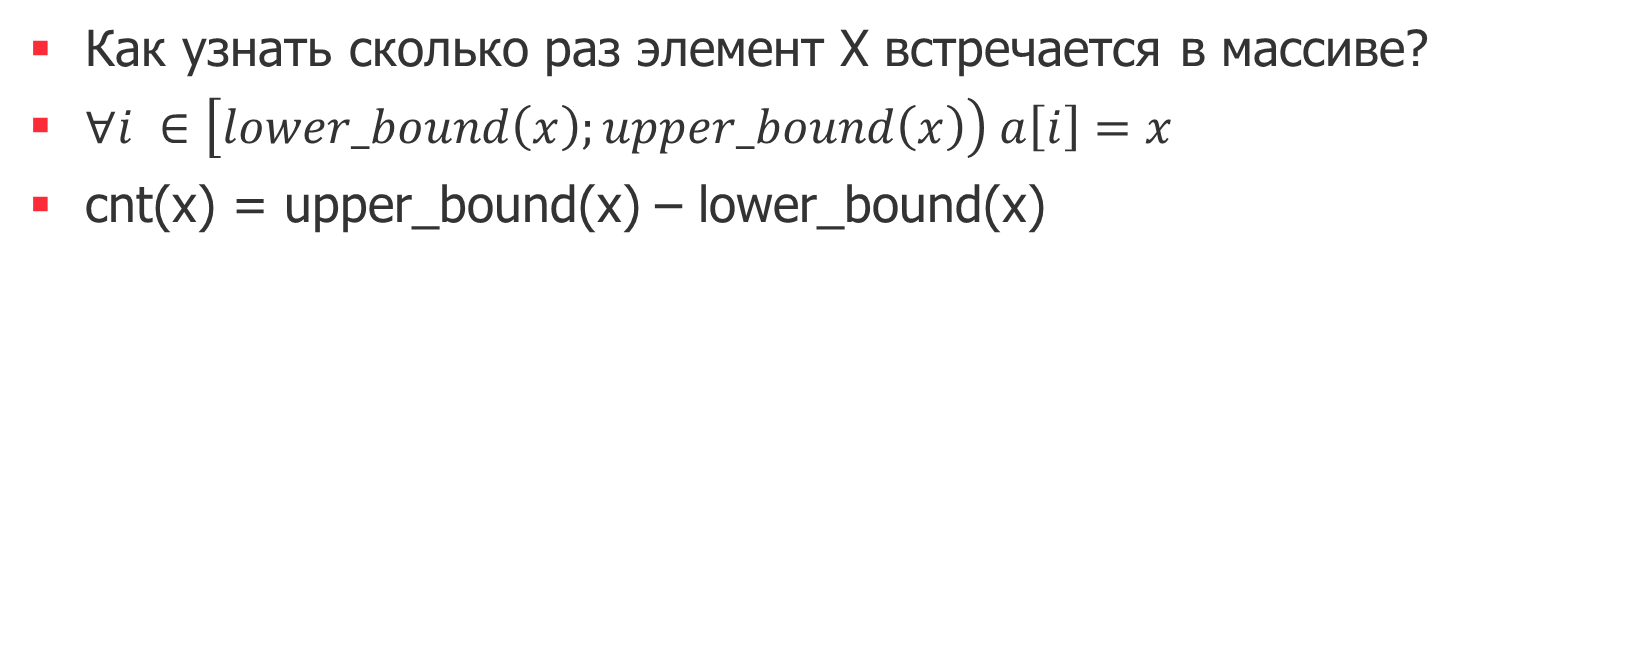 Как узнать сколько раз элемент X встречается в массиве?
∀i ∈ [lower_bound(x); upper_bound(x)) a[i] = x
cnt(x) = upper_bound(x) – lower_bound(x)